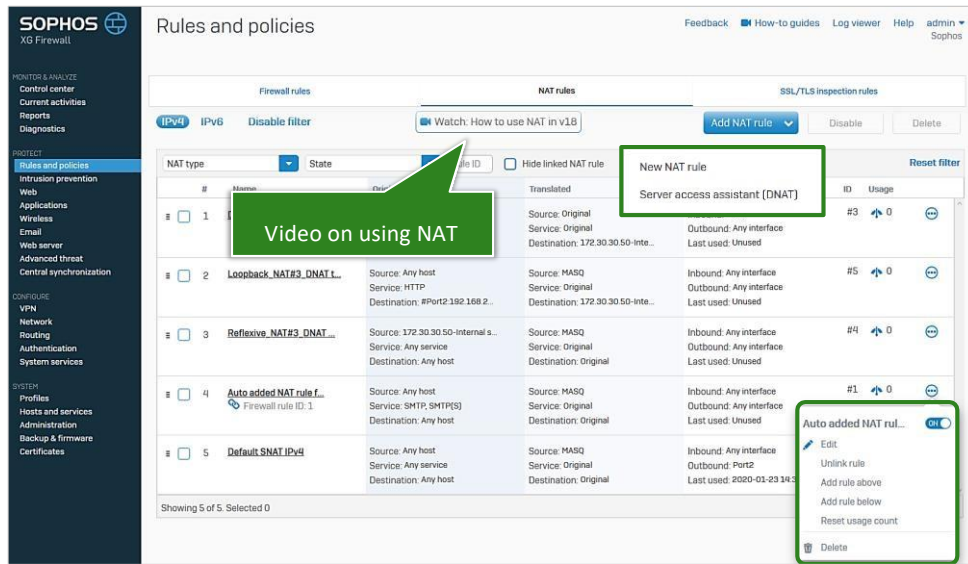 SOPHOS
XG Firewall
Rules and policies
Feedback How-to guides Log viewer Help admin
Sophos
MONITOR & ANALYZE
Control center
Current activities
Reports
Diagnostics
PROTECT
Rules and policies
Intrusion prevention
Web
Applications
Wireless
Email
Web server
Advanced threat
Central synchronization
CONFIGURE
VPN
Network
Routing
Authentication
System services
SYSTEM
Profiles
Hosts and services
Administration
Backup & firmware
Certificates
Firewall rules NAT rules SSL/TLS inspection rules
IPv4 IPv6 Disable filter Watch: How to use NAT in v18 Add NAT rule Disable Delete
NAT type State ID Hide linked NAT rule Reset filter
New NAT rule
Server access assistant (DNAT)
Video on using NAT
# Name Translated ID Usage
1 Source: Original #3 0
Service: Original Outbound: Any interface
Destination: 172.30.30.50-Inte... Last used: Unused
2 Loopback_NAT#3_DNAT t... Source: Any host Source: MASQ Inbound: Any interface #5 0
Service: HTTP Service: Original Outbound: Any interface
Destination: #Port2:192.168.2... Destination: 172.30.30.50-Inte... Last used: Unused
3 Reflexive_NAT#3_DNAT ... Source: 172.30.30.50-Internal s... Source: MASQ Inbound: Any interface #4 0
Service: Any service Service: Original Outbound: Any interface
Destination: Any host Destination: Original Last used: Unused
4 Auto added NAT rule f... Source: Any host Source: MASQ Inbound: Any interface #1 0
Firewall rule ID: 1 Service: SMTP, SMTP(S) Service: Original Outbound: Any interface
Destination: Any host Destination: Original Last used: Unused
5 Default SNAT IPv4 Source: Any host Source: MASQ Inbound: Any interface
Service: Any service Service: Original Outbound: Port2
Destination: Any host Destination: Original Last used: 2020-01-23 14:3
Auto added NAT rul... ON
Edit
Unlink rule
Add rule above
Add rule below
Reset usage count
Delete
Showing 5 of 5. Selected 0